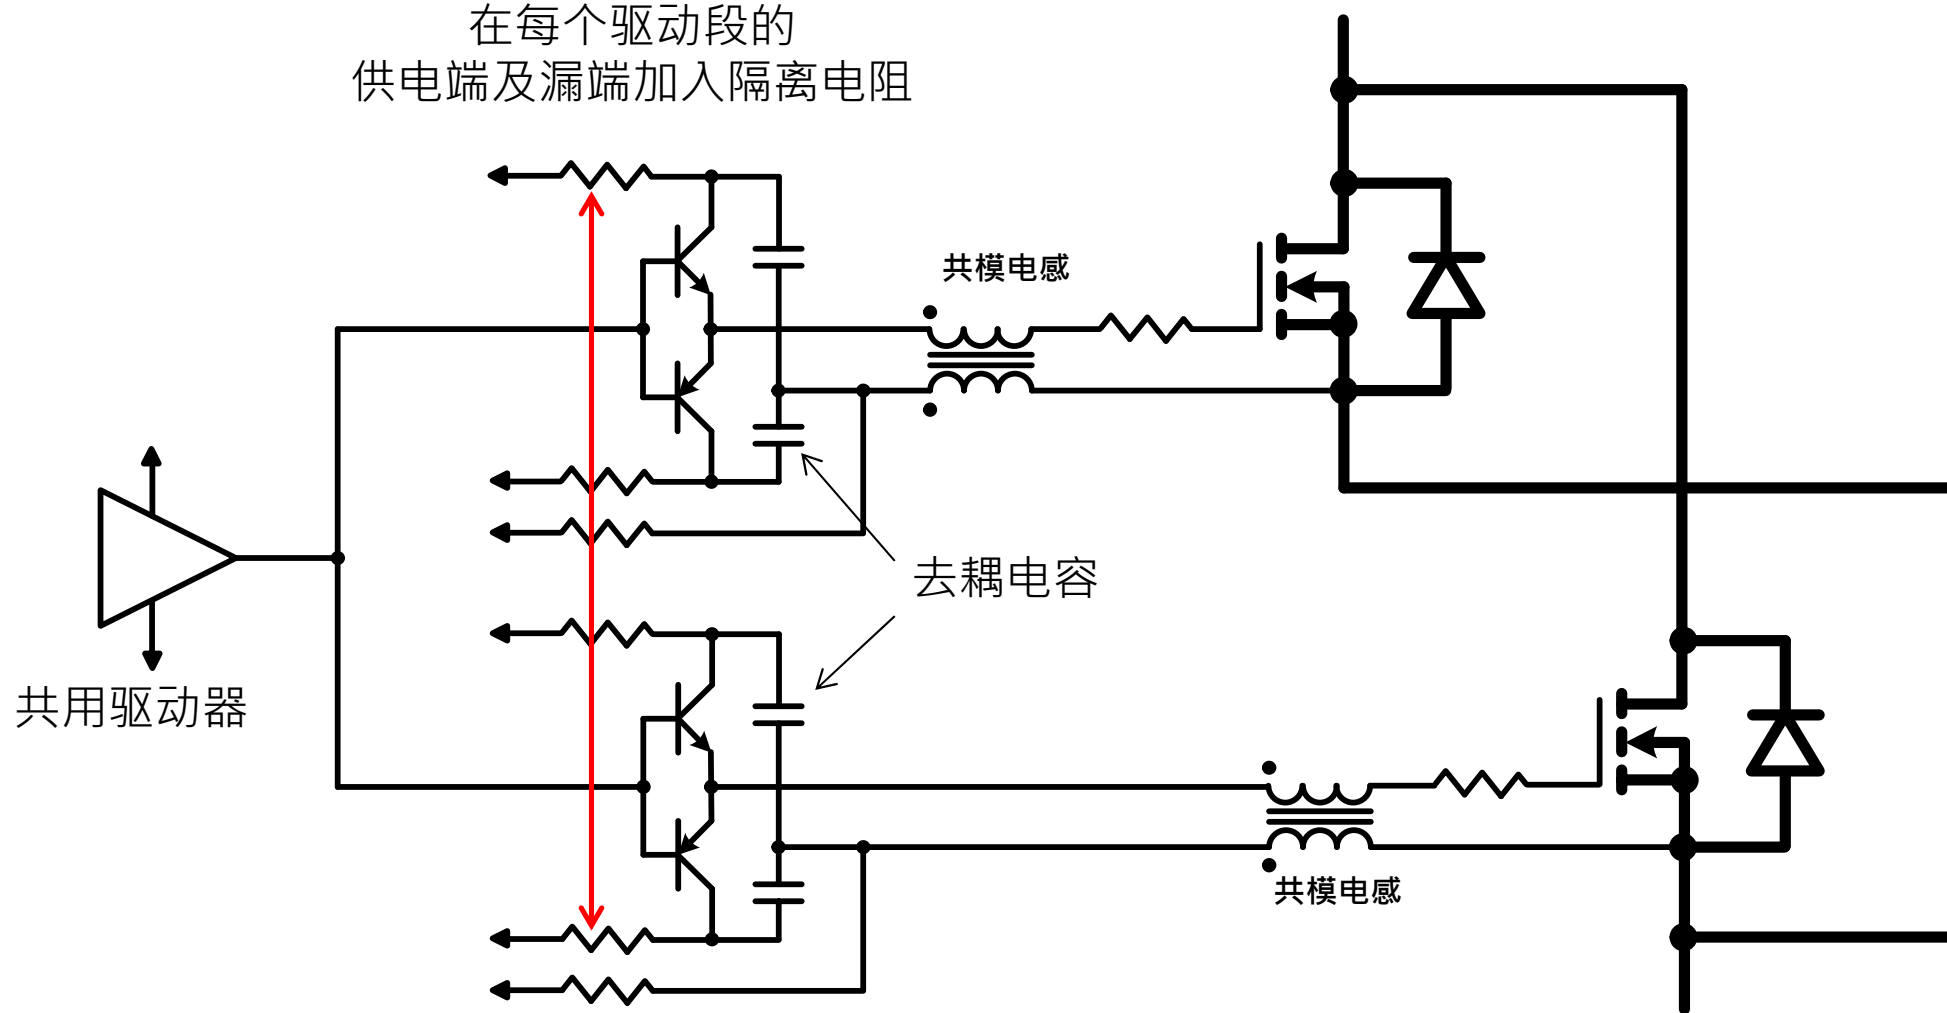 在每个驱动段的
供电端及漏端加入隔离电阻
共模电感
去耦电容
共用驱动器
共模电感